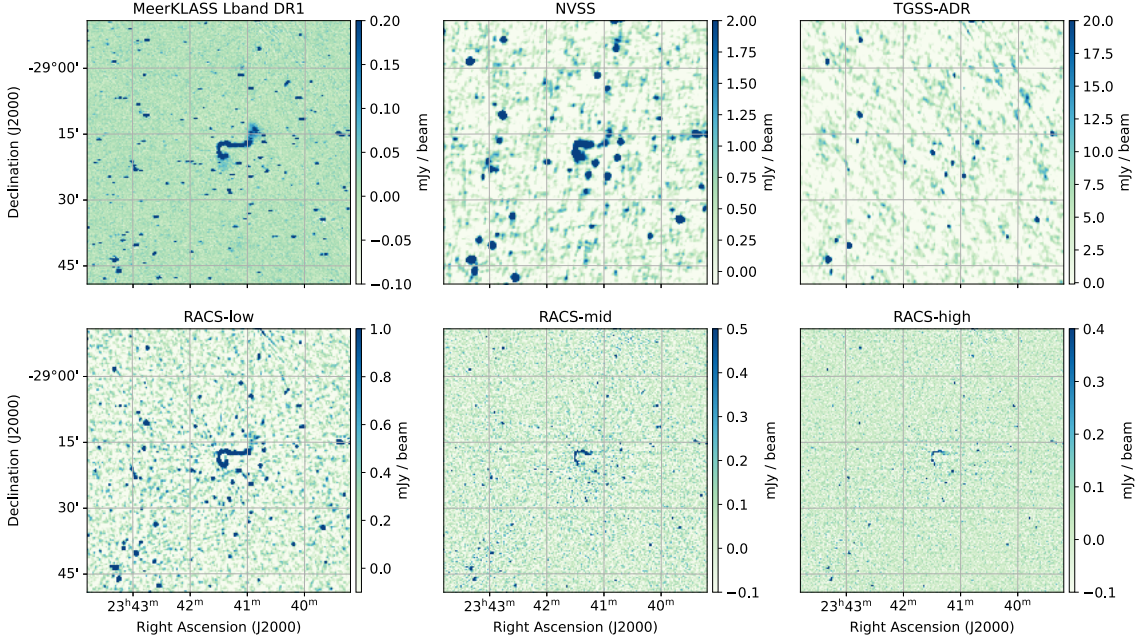 MeerKLASS Lband DR1
NVSS
TGSS-ADR
Declination (J2000)
-29°00'
15'
30'
45'
0.20
0.15
0.10
0.05
0.00
−0.05
−0.10
mJy / beam
2.00
1.75
1.50
1.25
1.00
0.75
0.50
0.25
0.00
mJy / beam
20.0
17.5
15.0
12.5
10.0
7.5
5.0
2.5
0.0
mJy / beam
RACS-low
RACS-mid
RACS-high
Declination (J2000)
-29°00'
15'
30'
45'
1.0
0.8
0.6
0.4
0.2
0.0
mJy / beam
0.5
0.4
0.3
0.2
0.1
0.0
−0.1
mJy / beam
0.4
0.3
0.2
0.1
0.0
−0.1
mJy / beam
23ʰ43ᵐ 42ᵐ 41ᵐ 40ᵐ
23ʰ43ᵐ 42ᵐ 41ᵐ 40ᵐ
23ʰ43ᵐ 42ᵐ 41ᵐ 40ᵐ
Right Ascension (J2000)
Right Ascension (J2000)
Right Ascension (J2000)